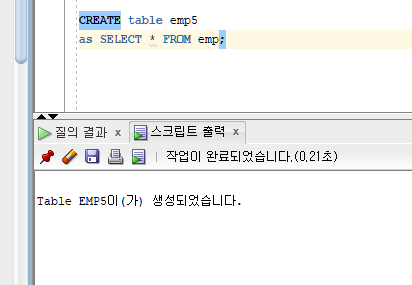 CREATE table emp5
as SELECT * FROM emp;
질의 결과 x 스크립트 출력 x
작업이 완료되었습니다.(0,21초)
Table EMP5이(가) 생성되었습니다.